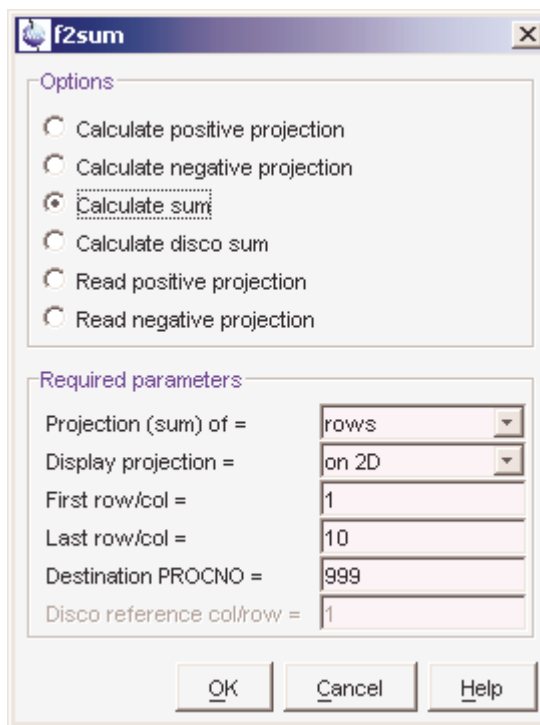 f2sum
Options
Calculate positive projection
Calculate negative projection
Calculate sum
Calculate disco sum
Read positive projection
Read negative projection
Required parameters
Projection (sum) of = rows
Display projection = on 2D
First row/col = 1
Last row/col = 10
Destination PROCNO = 999
Disco reference col/row = 1
OK Cancel Help